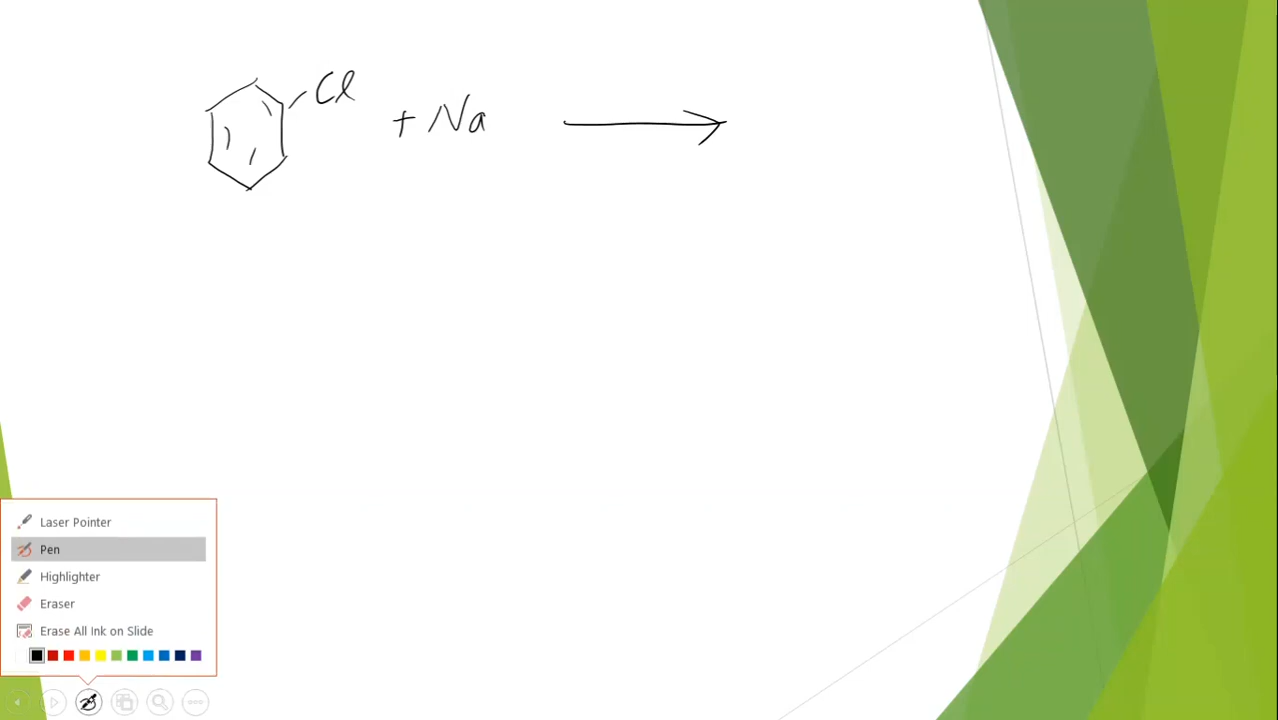 Cl
+ Na
Laser Pointer
Pen
Highlighter
Eraser
Erase All Ink on Slide